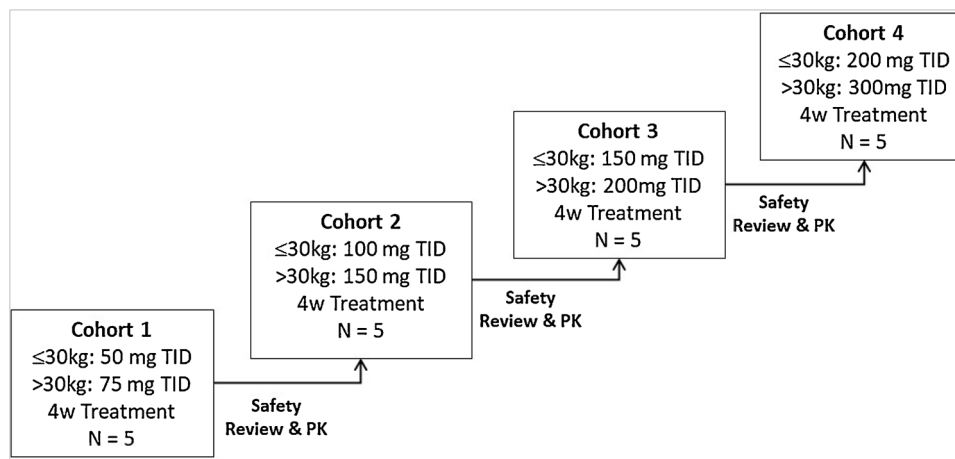 Cohort 1
≤30kg: 50 mg TID
>30kg: 75 mg TID
4w Treatment
N = 5
Safety
Review & PK
Cohort 2
≤30kg: 100 mg TID
>30kg: 150 mg TID
4w Treatment
N = 5
Safety
Review & PK
Cohort 3
≤30kg: 150 mg TID
>30kg: 200mg TID
4w Treatment
N = 5
Safety
Review & PK
Cohort 4
≤30kg: 200 mg TID
>30kg: 300mg TID
4w Treatment
N = 5